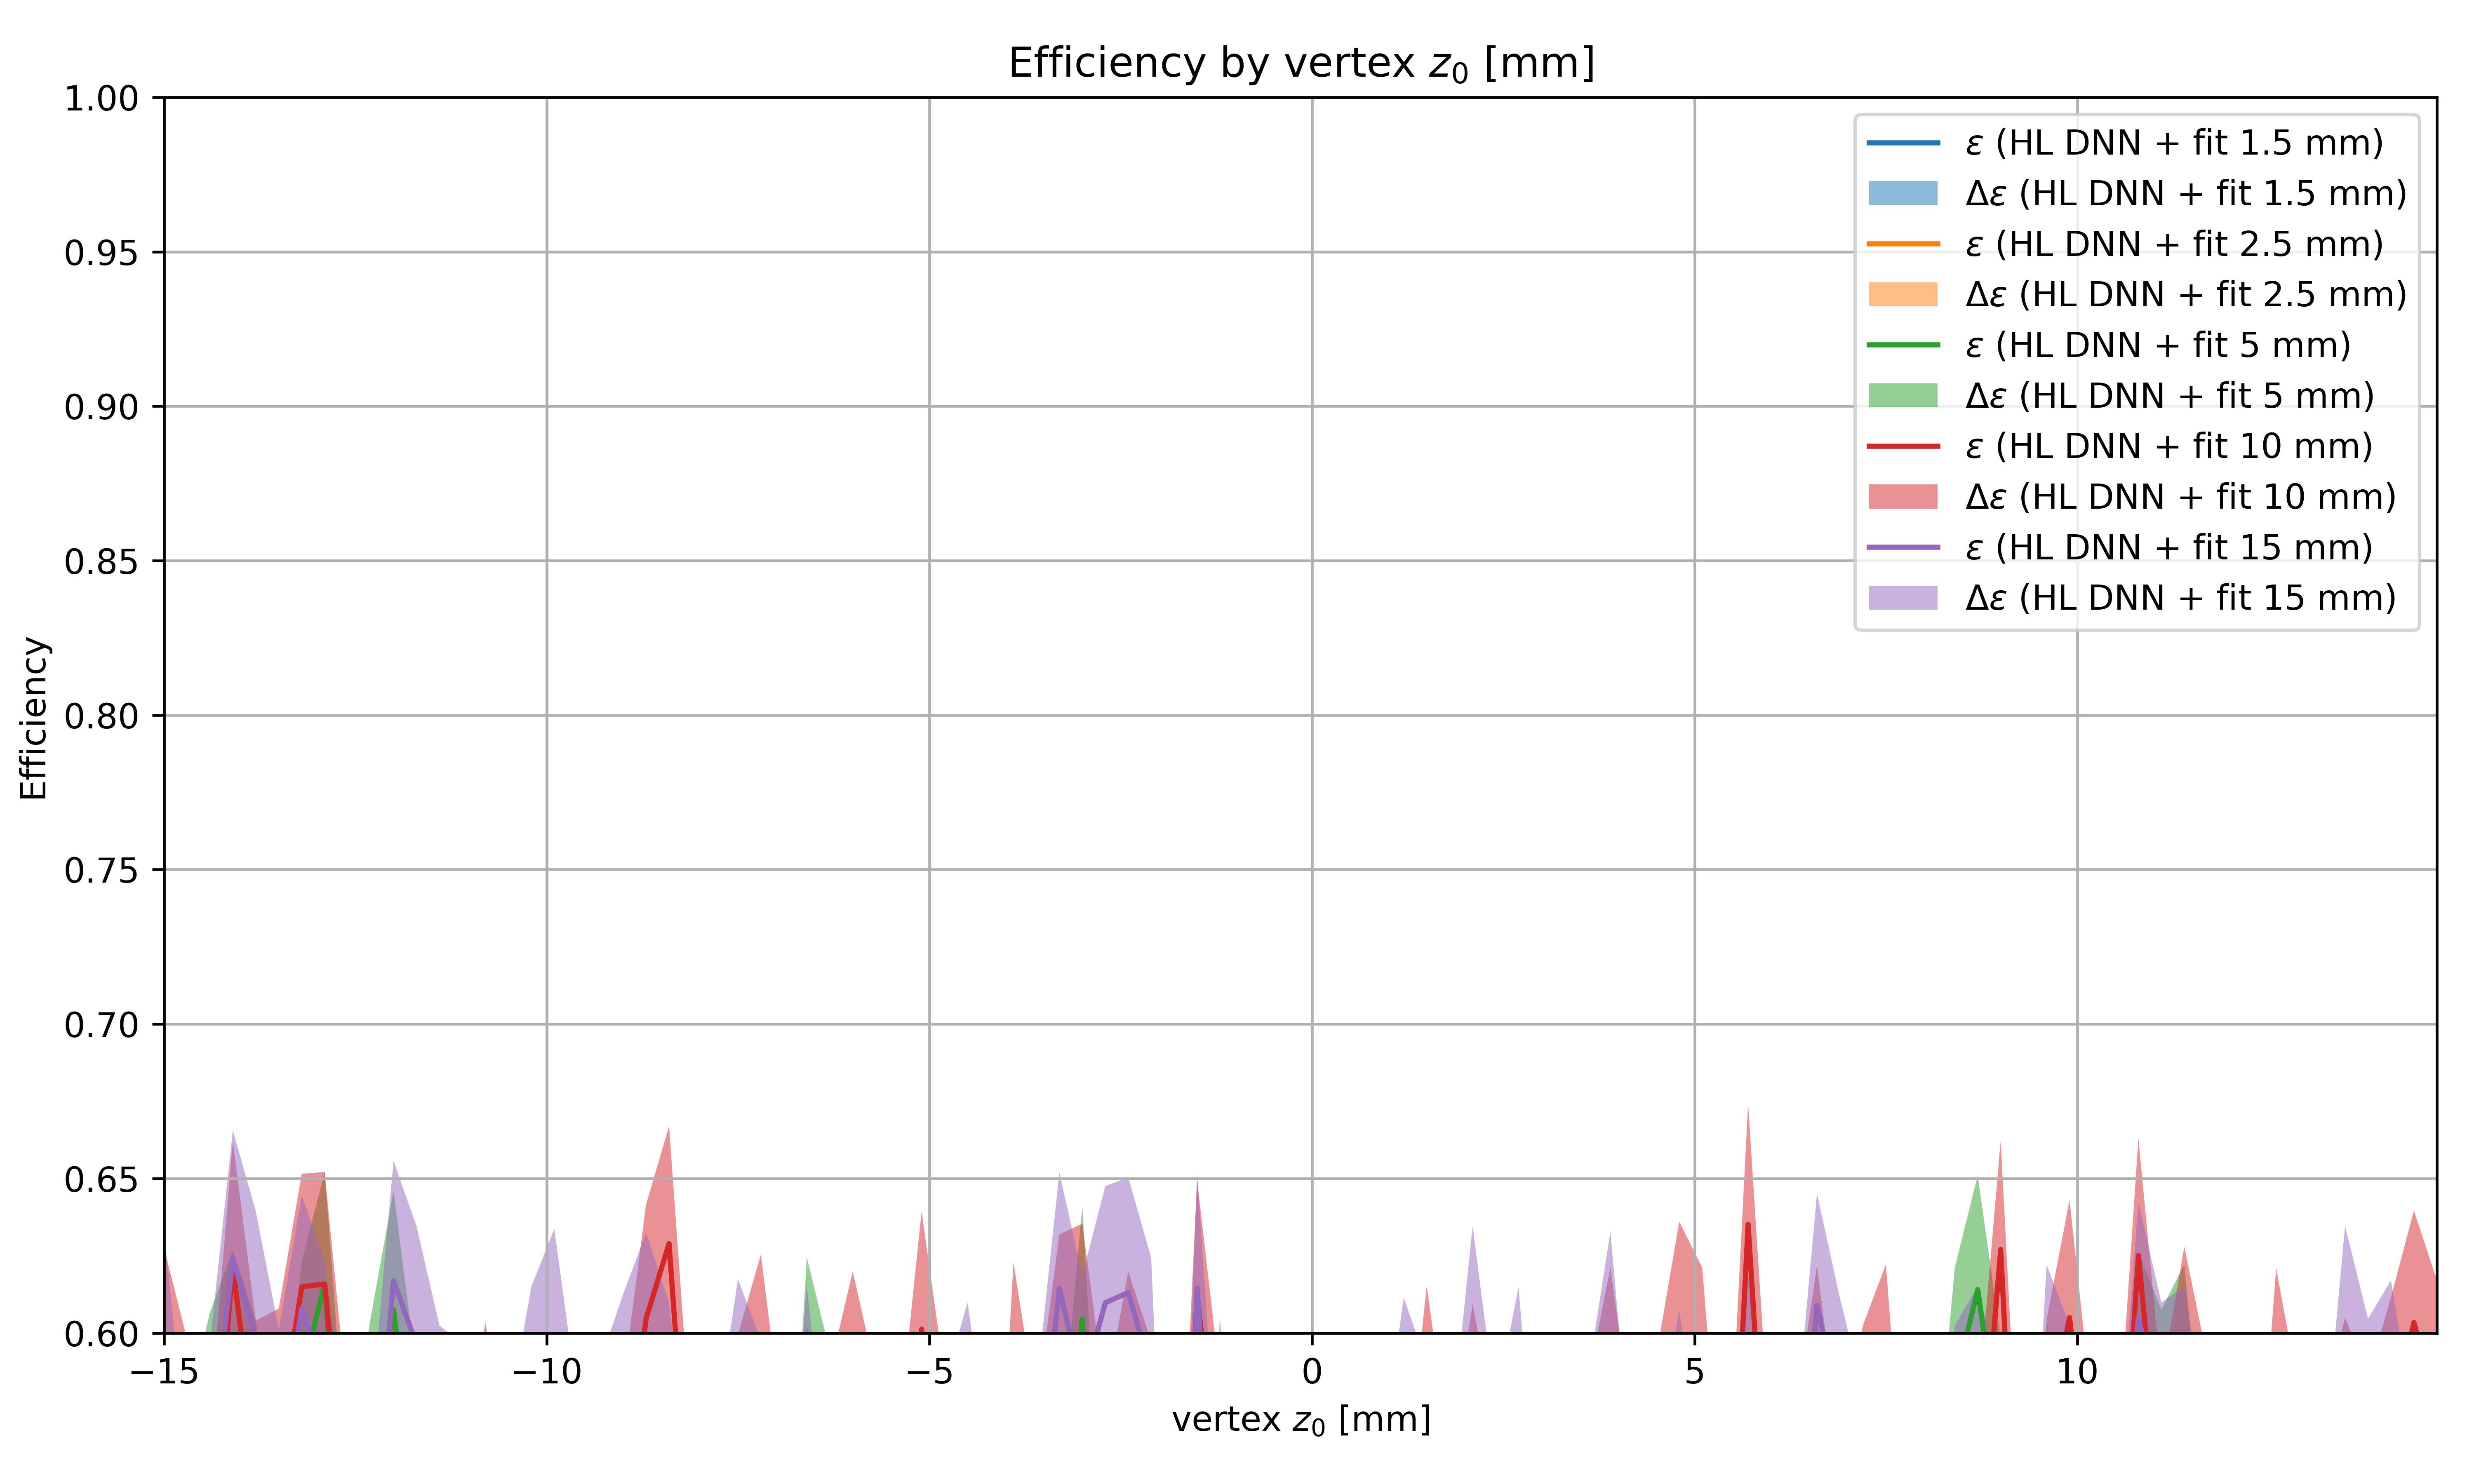 Efficiency by vertex z₀ [mm]
1.00
0.95
0.90
0.85
0.80
0.75
0.70
0.65
0.60
Efficiency
ε (HL DNN + fit 1.5 mm)
Δε (HL DNN + fit 1.5 mm)
ε (HL DNN + fit 2.5 mm)
Δε (HL DNN + fit 2.5 mm)
ε (HL DNN + fit 5 mm)
Δε (HL DNN + fit 5 mm)
ε (HL DNN + fit 10 mm)
Δε (HL DNN + fit 10 mm)
ε (HL DNN + fit 15 mm)
Δε (HL DNN + fit 15 mm)
−15 −10 −5 0 5 10
vertex z₀ [mm]